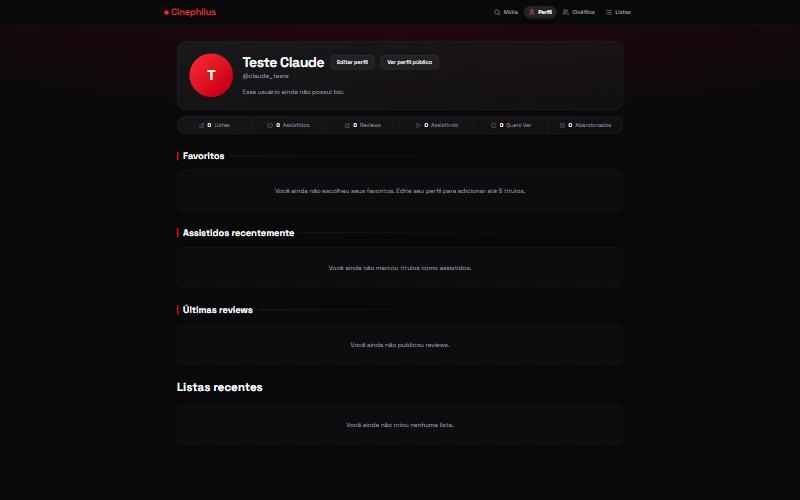 Cinephilus
Mídia Perfil Cinéfilos Listas
T
Teste Claude Editar perfil Ver perfil público
@claude_teste
Esse usuário ainda não possui bio.
0 Listas 0 Assistidos 0 Reviews 0 Assistindo 0 Quero Ver 0 Abandonados
Favoritos
Você ainda não escolheu seus favoritos. Edite seu perfil para adicionar até 5 títulos.
Assistidos recentemente
Você ainda não marcou títulos como assistidos.
Últimas reviews
Você ainda não publicou reviews.
Listas recentes
Você ainda não criou nenhuma lista.